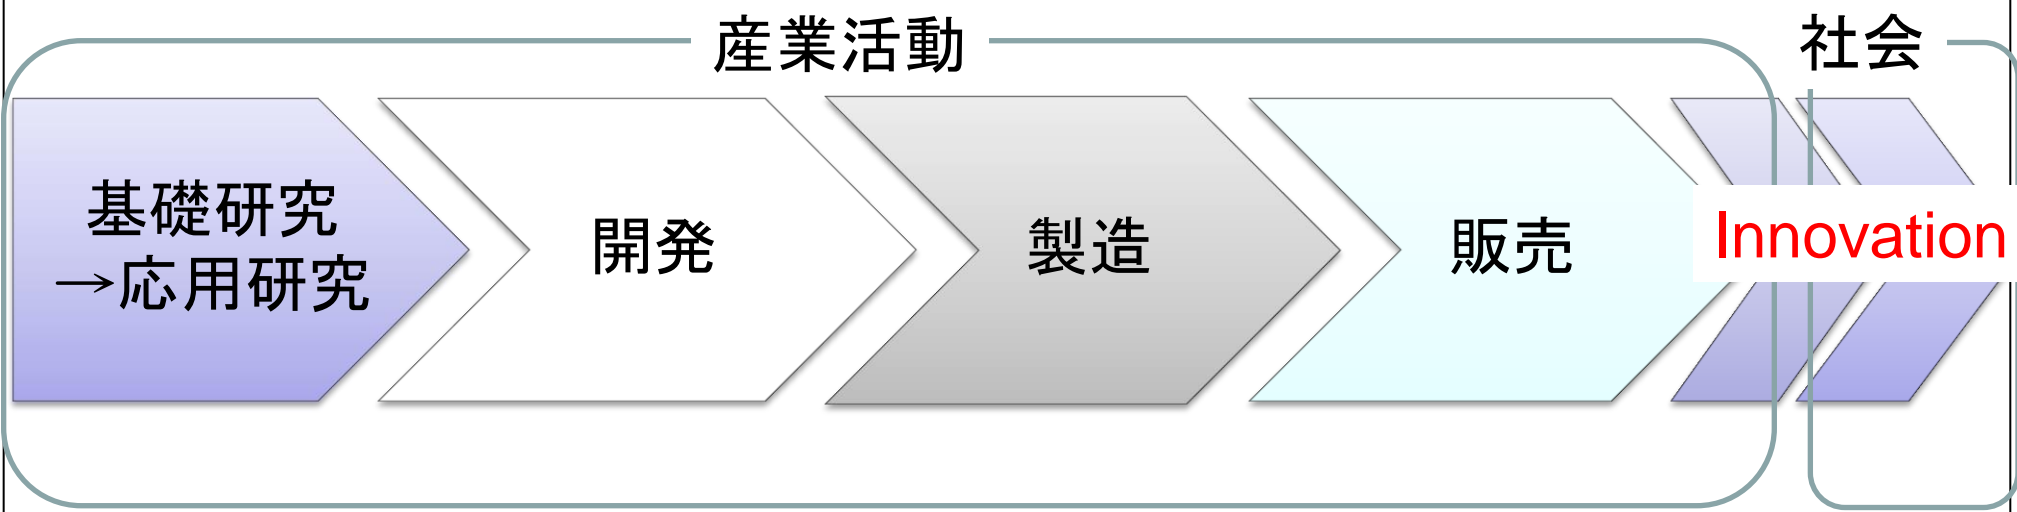 産業活動
社会
基礎研究
→応用研究
開発
製造
販売
Innovation